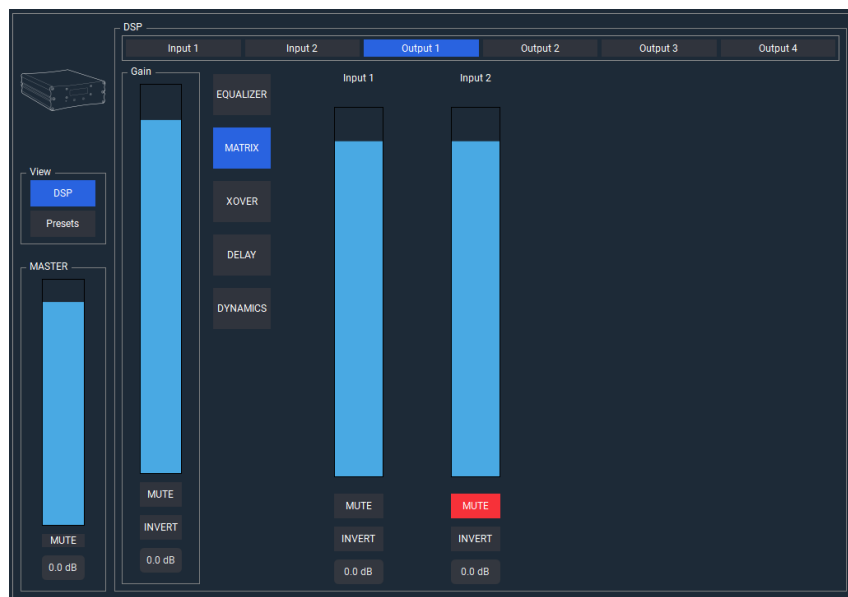 DSP
Input 1 Input 2 Output 1 Output 2 Output 3 Output 4
Gain
Input 1 Input 2
EQUALIZER
MATRIX
View
DSP
XOVER
Presets
DELAY
MASTER
DYNAMICS
MUTE
MUTE MUTE
INVERT
INVERT INVERT
MUTE
0.0 dB
0.0 dB
0.0 dB 0.0 dB